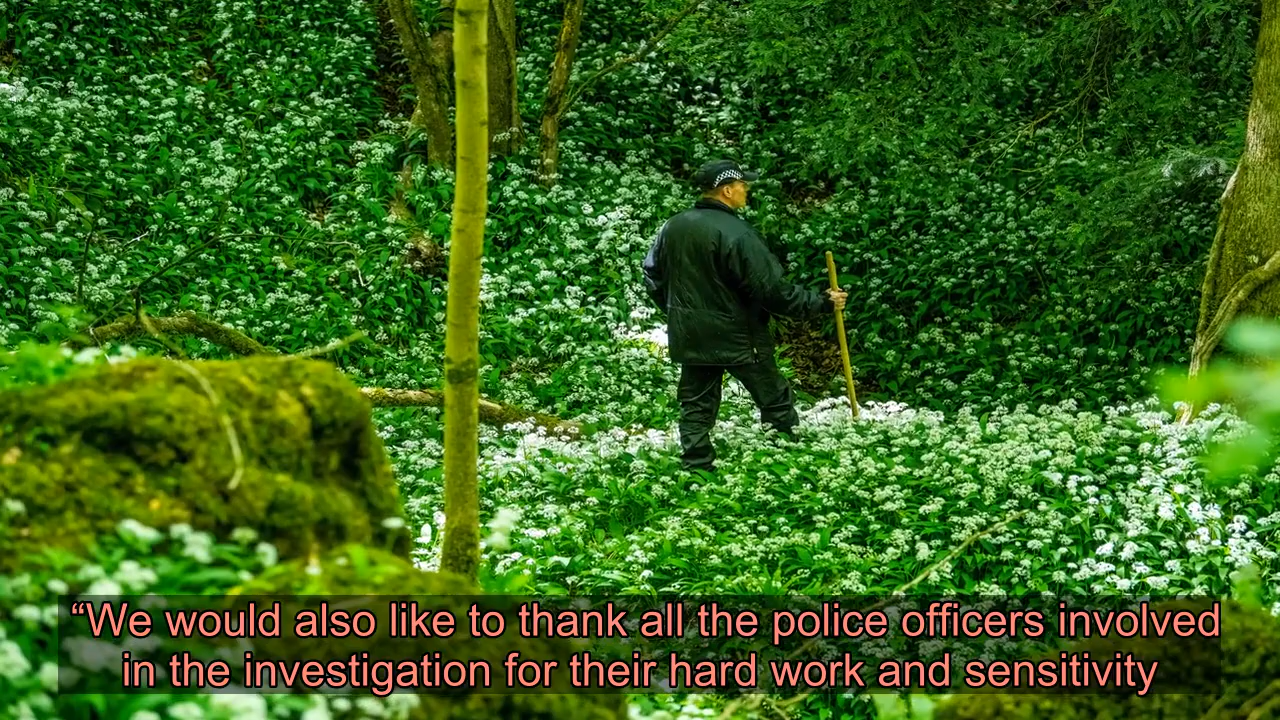 “We would also like to thank all the police officers involved
in the investigation for their hard work and sensitivity